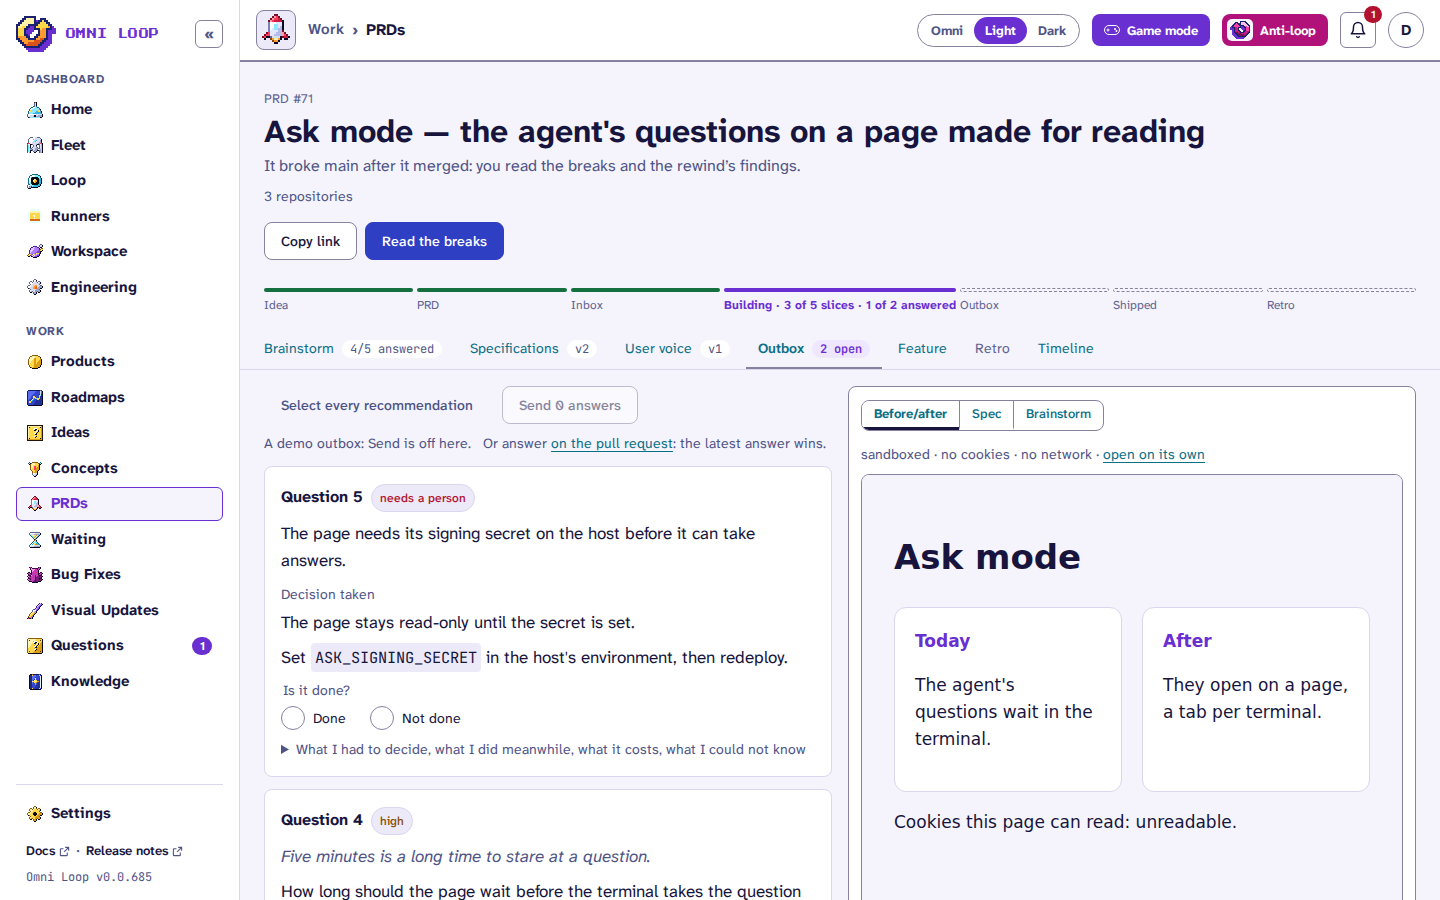 OMNI LOOP
«
DASHBOARD
Home
Fleet
Loop
Runners
Workspace
Engineering
WORK
Products
Roadmaps
Ideas
Concepts
PRDs
Waiting
Bug Fixes
Visual Updates
Questions 1
Knowledge
Settings
Docs · Release notes
Omni Loop v0.0.685
Work › PRDs
Omni Light Dark
Game mode
Anti-loop
1
D
PRD #71
Ask mode — the agent's questions on a page made for reading
It broke main after it merged: you read the breaks and the rewind's findings.
3 repositories
Copy link
Read the breaks
Idea
PRD
Inbox
Building · 3 of 5 slices · 1 of 2 answered
Outbox
Shipped
Retro
Brainstorm 4/5 answered
Specifications v2
User voice v1
Outbox 2 open
Feature
Retro
Timeline
Select every recommendation
Send 0 answers
A demo outbox: Send is off here. Or answer on the pull request: the latest answer wins.
Question 5 needs a person
The page needs its signing secret on the host before it can take
answers.
Decision taken
The page stays read-only until the secret is set.
Set ASK_SIGNING_SECRET in the host's environment, then redeploy.
Is it done?
Done Not done
What I had to decide, what I did meanwhile, what it costs, what I could not know
Question 4 high
Five minutes is a long time to stare at a question.
How long should the page wait before the terminal takes the question
Before/after Spec Brainstorm
sandboxed · no cookies · no network · open on its own
Ask mode
Today
The agent's
questions wait in the
terminal.
After
They open on a page,
a tab per terminal.
Cookies this page can read: unreadable.